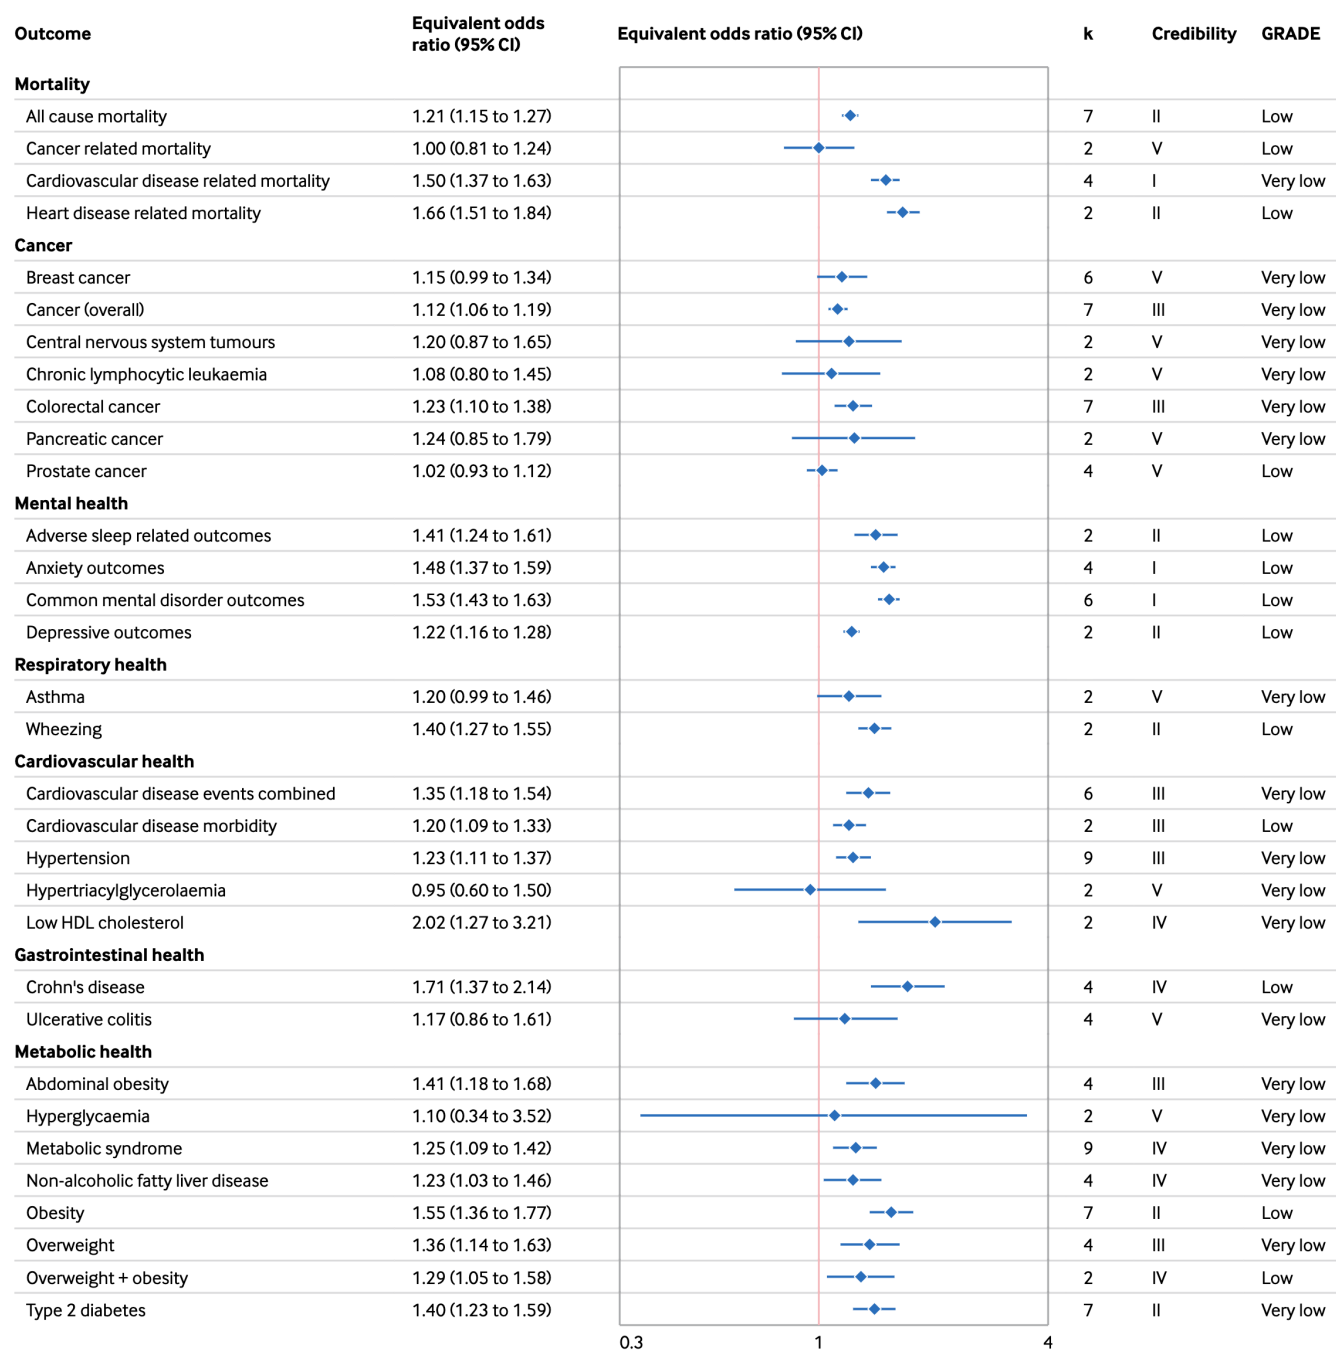 Outcome Equivalent odds ratio (95% CI) Equivalent odds ratio (95% CI) k Credibility GRADE
Mortality
All cause mortality 1.21 (1.15 to 1.27) 7 II Low
Cancer related mortality 1.00 (0.81 to 1.24) 2 V Low
Cardiovascular disease related mortality 1.50 (1.37 to 1.63) 4 I Very low
Heart disease related mortality 1.66 (1.51 to 1.84) 2 II Low
Cancer
Breast cancer 1.15 (0.99 to 1.34) 6 V Very low
Cancer (overall) 1.12 (1.06 to 1.19) 7 III Very low
Central nervous system tumours 1.20 (0.87 to 1.65) 2 V Very low
Chronic lymphocytic leukaemia 1.08 (0.80 to 1.45) 2 V Very low
Colorectal cancer 1.23 (1.10 to 1.38) 7 III Very low
Pancreatic cancer 1.24 (0.85 to 1.79) 2 V Very low
Prostate cancer 1.02 (0.93 to 1.12) 4 V Low
Mental health
Adverse sleep related outcomes 1.41 (1.24 to 1.61) 2 II Low
Anxiety outcomes 1.48 (1.37 to 1.59) 4 I Low
Common mental disorder outcomes 1.53 (1.43 to 1.63) 6 I Low
Depressive outcomes 1.22 (1.16 to 1.28) 2 II Low
Respiratory health
Asthma 1.20 (0.99 to 1.46) 2 V Very low
Wheezing 1.40 (1.27 to 1.55) 2 II Low
Cardiovascular health
Cardiovascular disease events combined 1.35 (1.18 to 1.54) 6 III Very low
Cardiovascular disease morbidity 1.20 (1.09 to 1.33) 2 III Low
Hypertension 1.23 (1.11 to 1.37) 9 III Very low
Hypertriacylglycerolaemia 0.95 (0.60 to 1.50) 2 V Very low
Low HDL cholesterol 2.02 (1.27 to 3.21) 2 IV Very low
Gastrointestinal health
Crohn's disease 1.71 (1.37 to 2.14) 4 IV Low
Ulcerative colitis 1.17 (0.86 to 1.61) 4 V Very low
Metabolic health
Abdominal obesity 1.41 (1.18 to 1.68) 4 III Very low
Hyperglycaemia 1.10 (0.34 to 3.52) 2 V Very low
Metabolic syndrome 1.25 (1.09 to 1.42) 9 IV Very low
Non-alcoholic fatty liver disease 1.23 (1.03 to 1.46) 4 IV Very low
Obesity 1.55 (1.36 to 1.77) 7 II Low
Overweight 1.36 (1.14 to 1.63) 4 III Very low
Overweight + obesity 1.29 (1.05 to 1.58) 2 IV Low
Type 2 diabetes 1.40 (1.23 to 1.59) 7 II Very low
0.3 1 4